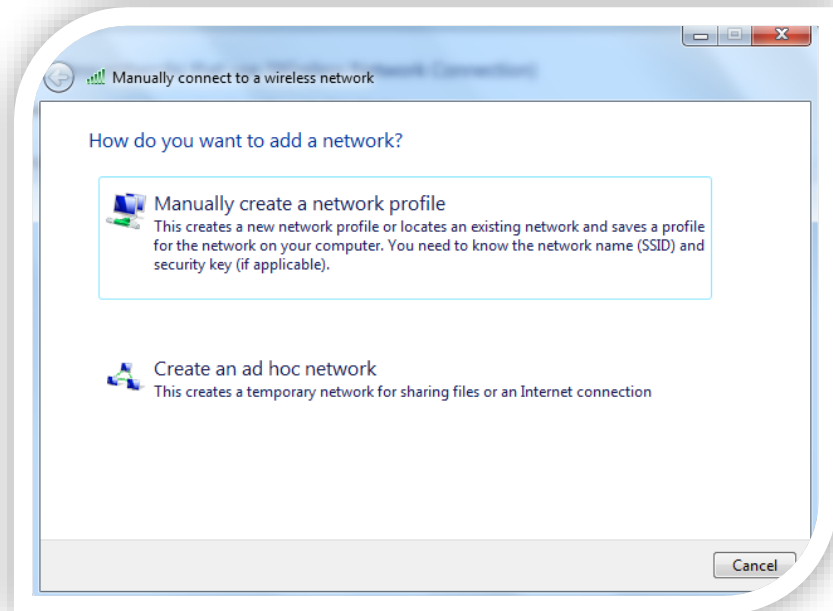 Manually connect to a wireless network
How do you want to add a network?
Manually create a network profile
This creates a new network profile or locates an existing network and saves a profile
for the network on your computer. You need to know the network name (SSID) and
security key (if applicable).
Create an ad hoc network
This creates a temporary network for sharing files or an Internet connection
Cancel